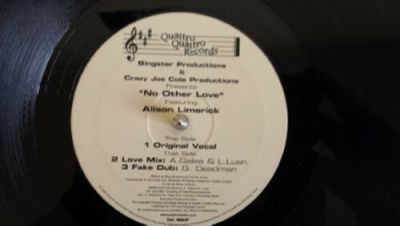 Quattro
Quattro
Records
Bingster Productions
&
Crazy Joe Cola Productions
Presents
"No Other Love"
Featuring
Alison Limerick
This Side
1 Original Vocal
That Side
2 Love Mix: A.Galea & L.Lush
3 Fake Dub: G. Deadman